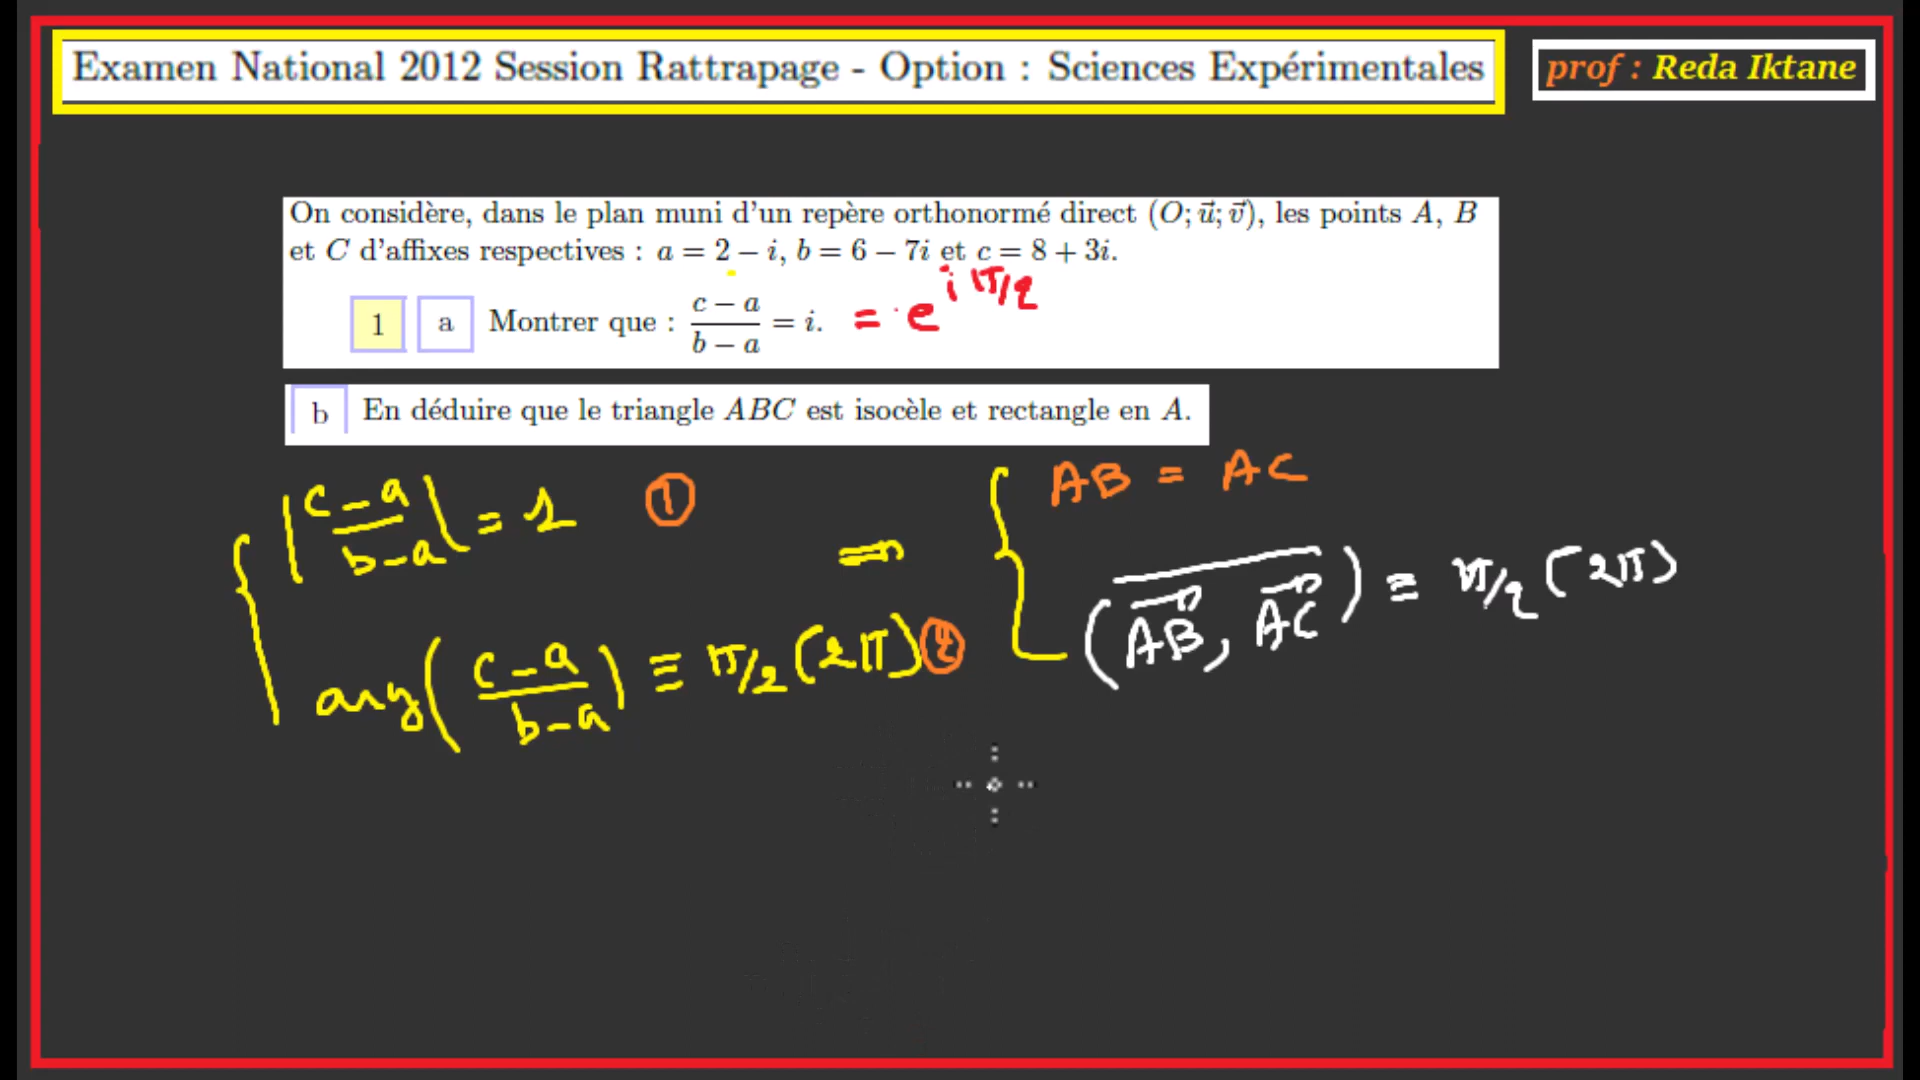 Examen National 2012 Session Rattrapage - Option : Sciences Expérimentales
prof : Reda Iktane
On considère, dans le plan muni d'un repère orthonormé direct (O; u⃗; v⃗), les points A, B
et C d'affixes respectives : a = 2 − i, b = 6 − 7i et c = 8 + 3i.
1 a Montrer que : (c − a)/(b − a) = i. = e^(iπ/2)
b En déduire que le triangle ABC est isocèle et rectangle en A.
|(c − a)/(b − a)| = 1 ①
AB = AC
arg((c − a)/(b − a)) ≡ π/2 (2π) ②
(AB⃗, AC⃗) ≡ π/2 (2π)